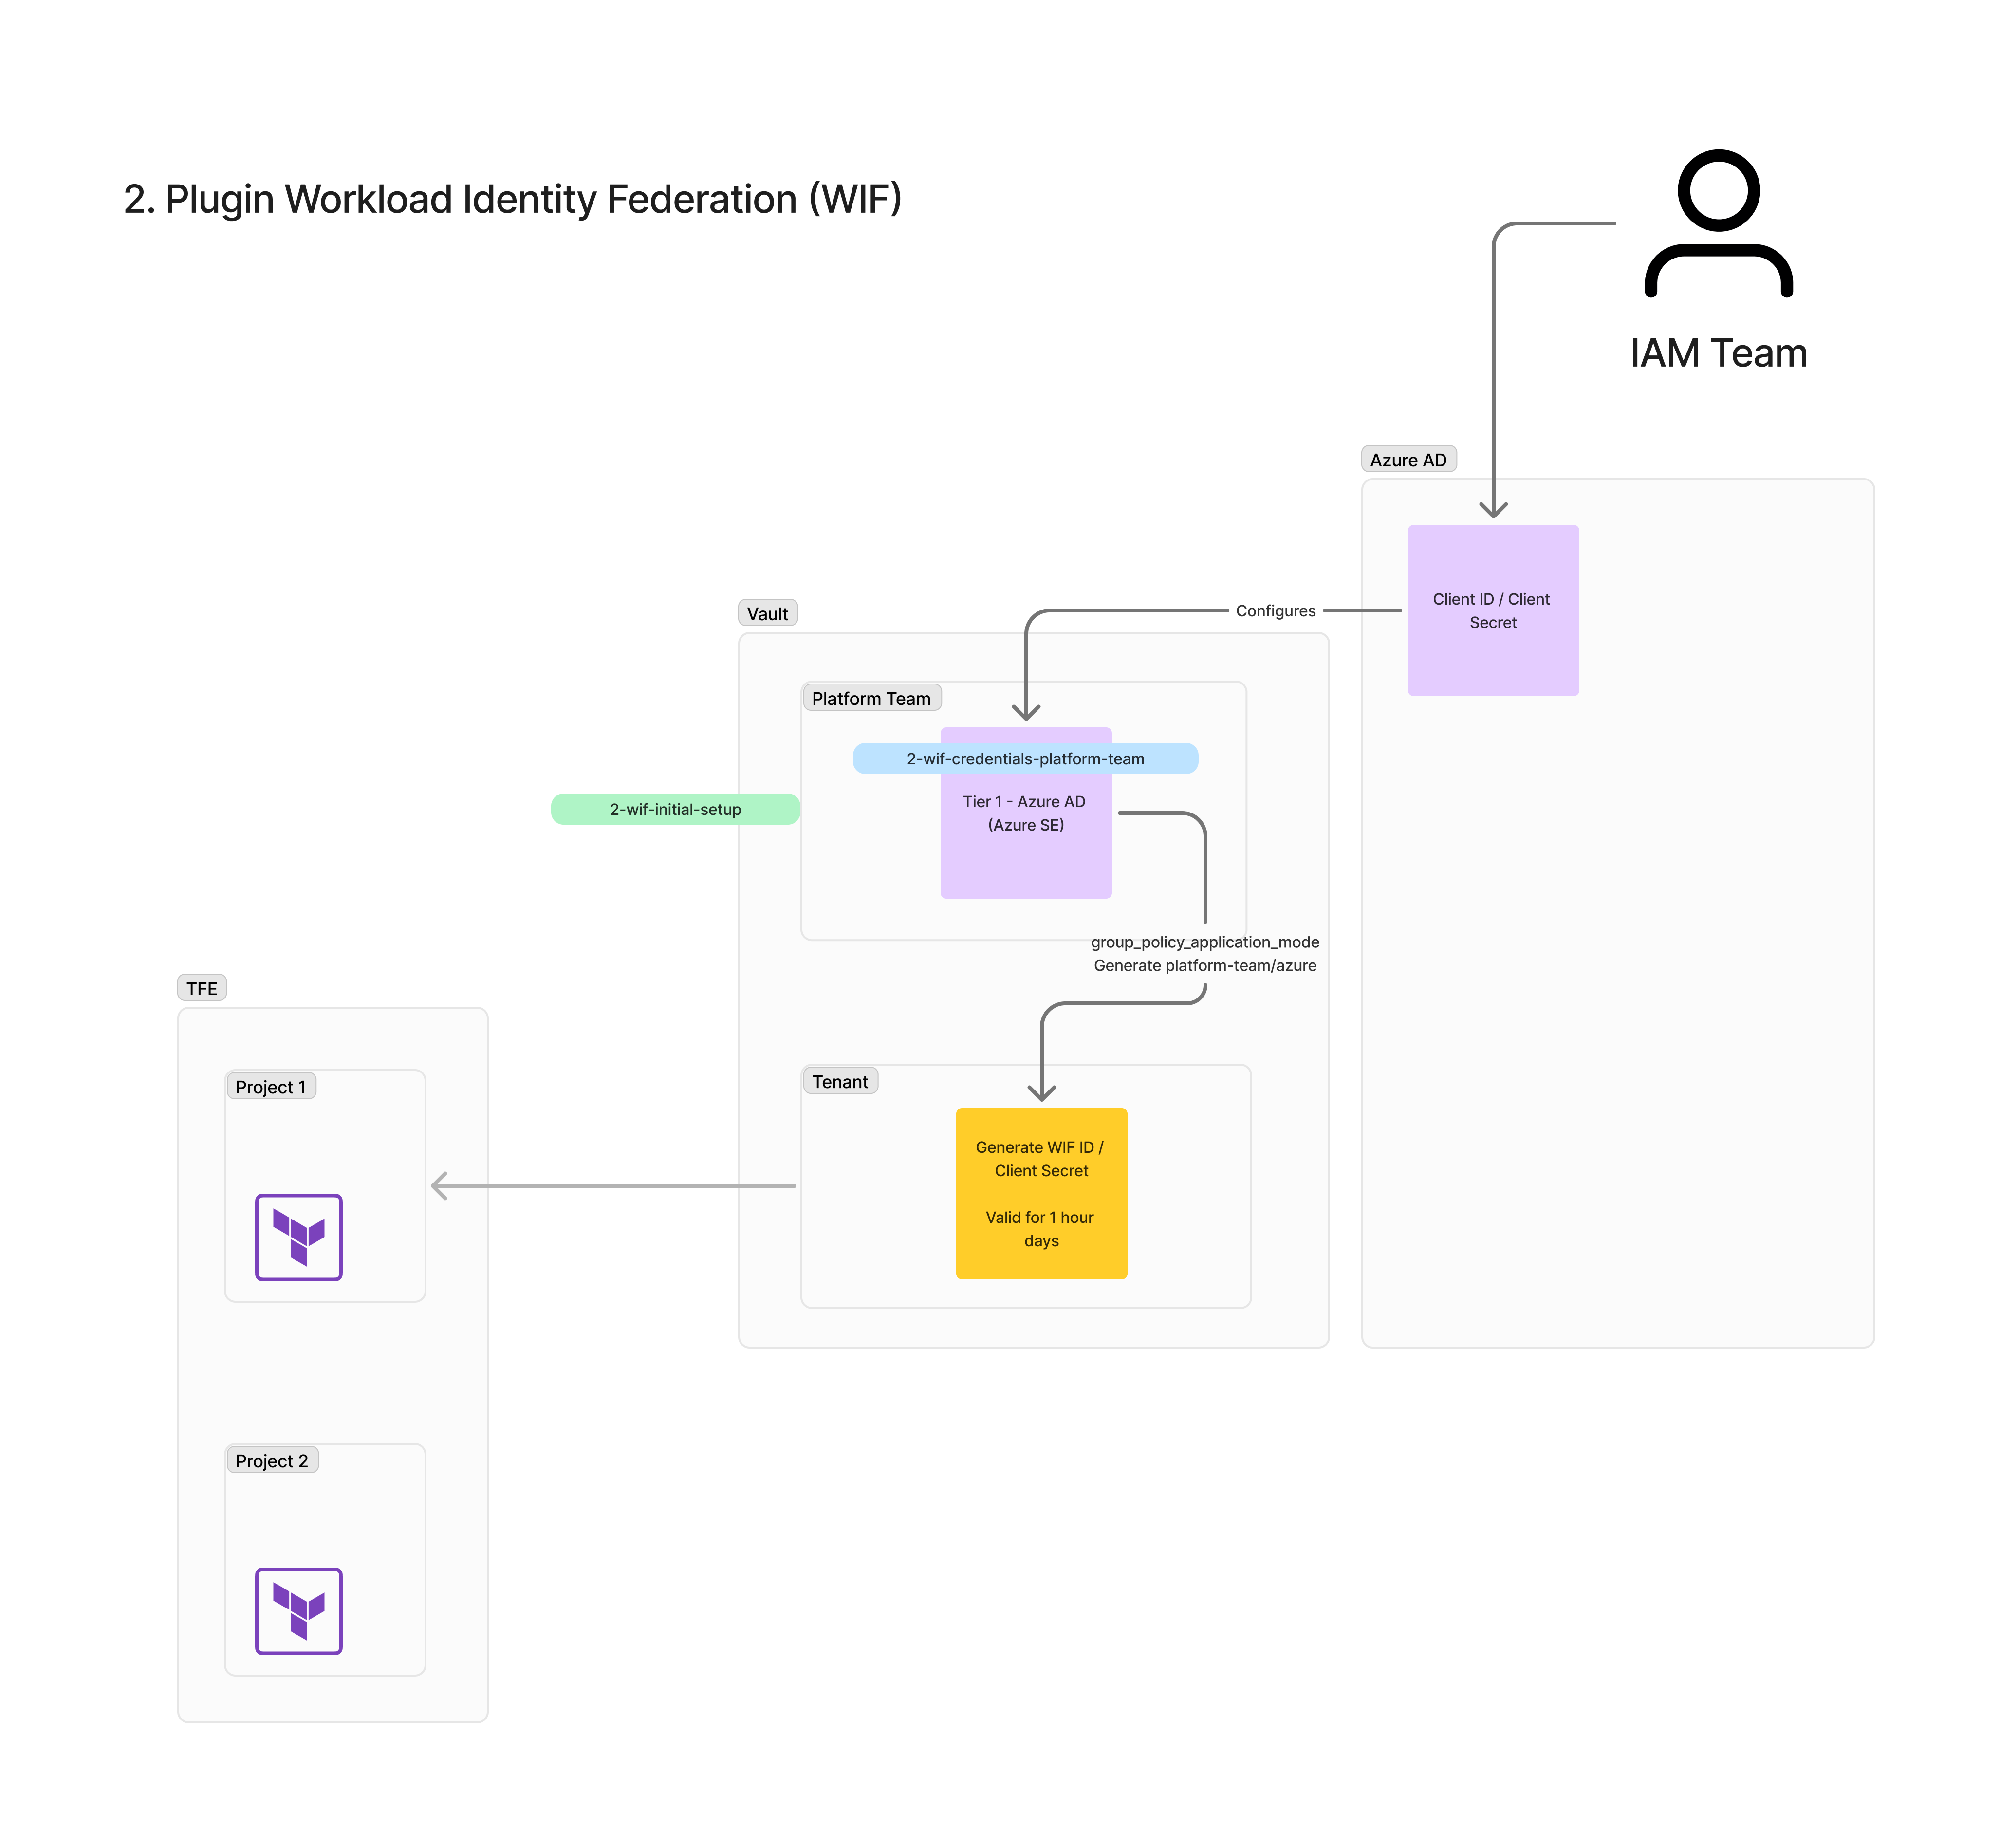 2. Plugin Workload Identity Federation (WIF)
IAM Team
Azure AD
Client ID / Client
Secret
Configures
Vault
Platform Team
2-wif-credentials-platform-team
Tier 1 - Azure AD
(Azure SE)
2-wif-initial-setup
group_policy_application_mode
Generate platform-team/azure
TFE
Project 1
Tenant
Generate WIF ID /
Client Secret
Valid for 1 hour
days
Project 2